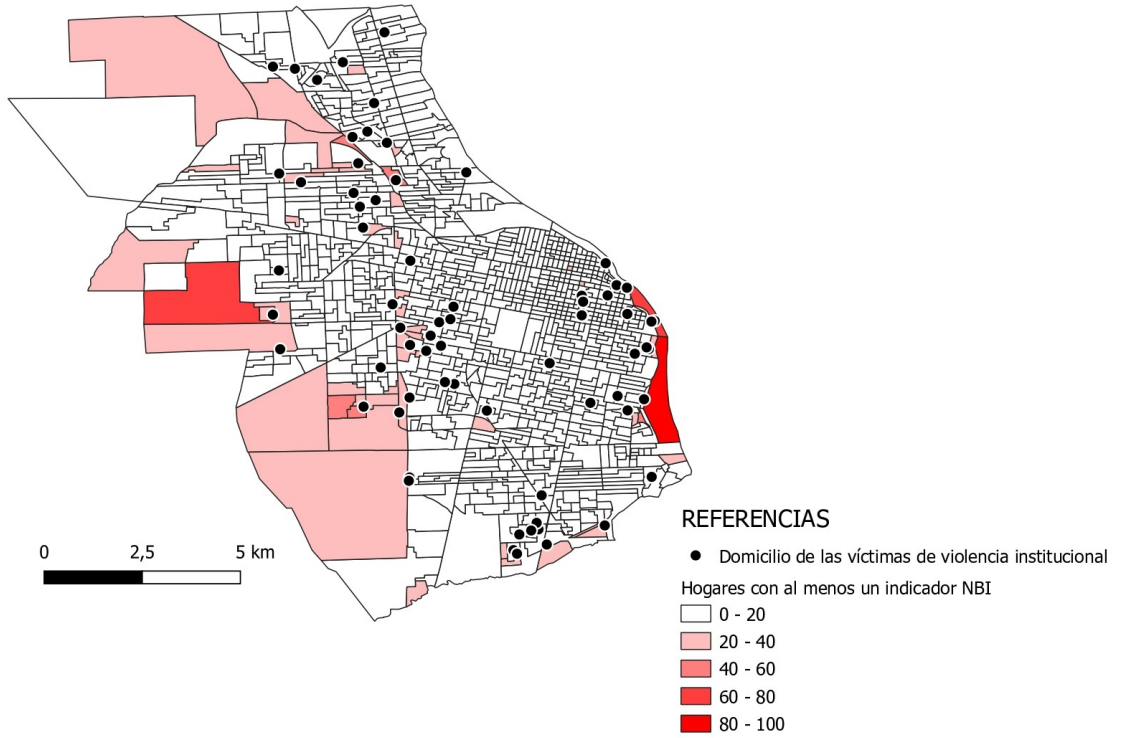 0 2,5 5 km
REFERENCIAS
Domicilio de las víctimas de violencia institucional
Hogares con al menos un indicador NBI
0 - 20
20 - 40
40 - 60
60 - 80
80 - 100